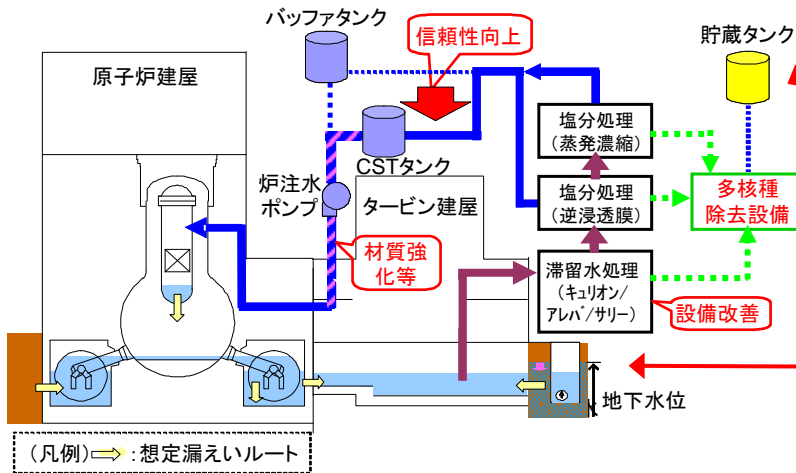 バッファタンク
信頼性向上
貯蔵タンク
原子炉建屋
塩分処理
(蒸発濃縮)
CSTタンク
炉注水
ポンプ
タービン建屋
塩分処理
(逆浸透膜)
多核種
除去設備
材質強
化等
滞留水処理
(キュリオン/
アレバ/サリー)
設備改善
地下水位
(凡例) : 想定漏えいルート